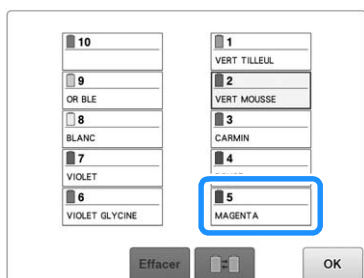 10
1
VERT TILLEUL
9
OR BLE
2
VERT MOUSSE
8
BLANC
3
CARMIN
7
VIOLET
4
6
VIOLET GLYCINE
5
MAGENTA
Effacer
OK